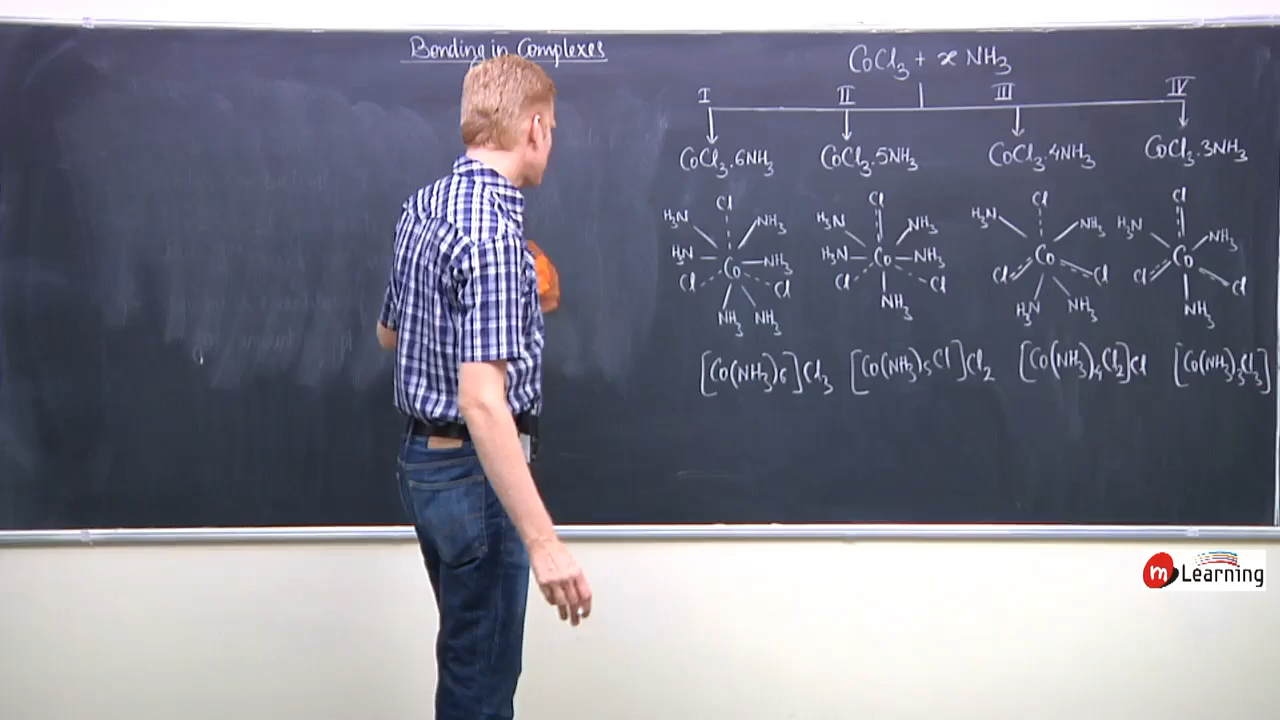 Bonding in Complexes
CoCl₃ + x NH₃
I II III IV
CoCl₃.6NH₃ CoCl₃.5NH₃ CoCl₃.4NH₃ CoCl₃.3NH₃
Cl Cl Cl Cl
H₃N NH₃ H₃N NH₃ H₃N NH₃ H₃N NH₃
H₃N Co NH₃ H₃N Co NH₃ Co Co
Cl Cl Cl Cl Cl Cl Cl Cl
NH₃ NH₃ NH₃ H₃N NH₃ NH₃
[Co(NH₃)₆]Cl₃ [Co(NH₃)₅Cl]Cl₂ [Co(NH₃)₄Cl₂]Cl [Co(NH₃)₃Cl₃]
m Learning